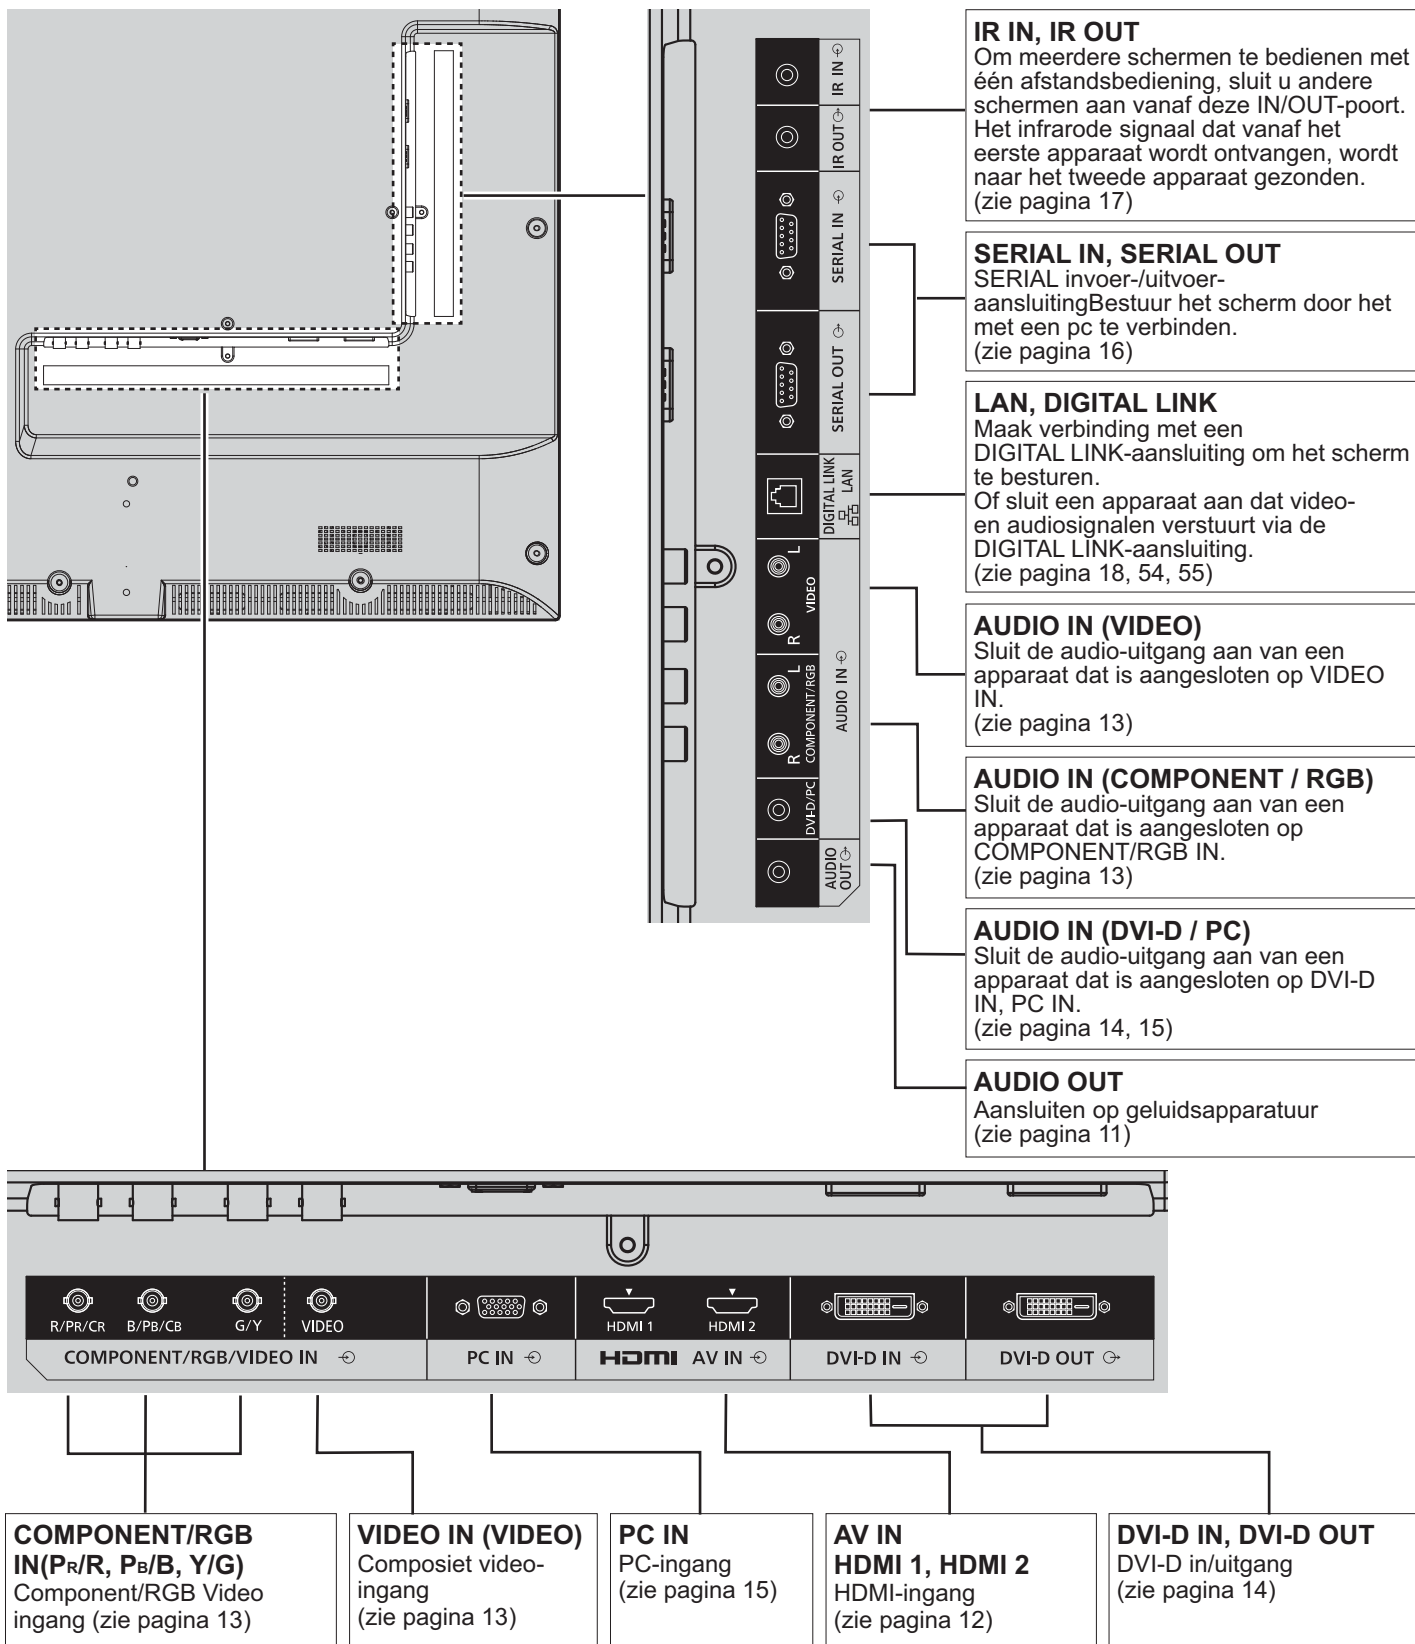 IR IN
IR OUT
SERIAL IN
SERIAL OUT
DIGITAL LINK
LAN
L
R
VIDEO
L
R
COMPONENT/RGB
DVI-D/PC
AUDIO IN
AUDIO
OUT
IR IN, IR OUT
Om meerdere schermen te bedienen met
één afstandsbediening, sluit u andere
schermen aan vanaf deze IN/OUT-poort.
Het infrarode signaal dat vanaf het
eerste apparaat wordt ontvangen, wordt
naar het tweede apparaat gezonden.
(zie pagina 17)
SERIAL IN, SERIAL OUT
SERIAL invoer-/uitvoer-
aansluitingBestuur het scherm door het
met een pc te verbinden.
(zie pagina 16)
LAN, DIGITAL LINK
Maak verbinding met een
DIGITAL LINK-aansluiting om het scherm
te besturen.
Of sluit een apparaat aan dat video-
en audiosignalen verstuurt via de
DIGITAL LINK-aansluiting.
(zie pagina 18, 54, 55)
AUDIO IN (VIDEO)
Sluit de audio-uitgang aan van een
apparaat dat is aangesloten op VIDEO
IN.
(zie pagina 13)
AUDIO IN (COMPONENT / RGB)
Sluit de audio-uitgang aan van een
apparaat dat is aangesloten op
COMPONENT/RGB IN.
(zie pagina 13)
AUDIO IN (DVI-D / PC)
Sluit de audio-uitgang aan van een
apparaat dat is aangesloten op DVI-D
IN, PC IN.
(zie pagina 14, 15)
AUDIO OUT
Aansluiten op geluidsapparatuur
(zie pagina 11)
R/PR/CR B/PB/CB G/Y VIDEO HDMI 1 HDMI 2
COMPONENT/RGB/VIDEO IN PC IN HDMI AV IN DVI-D IN DVI-D OUT
COMPONENT/RGB
IN(PR/R, PB/B, Y/G)
Component/RGB Video
ingang (zie pagina 13)
VIDEO IN (VIDEO)
Composiet video-
ingang
(zie pagina 13)
PC IN
PC-ingang
(zie pagina 15)
AV IN
HDMI 1, HDMI 2
HDMI-ingang
(zie pagina 12)
DVI-D IN, DVI-D OUT
DVI-D in/uitgang
(zie pagina 14)